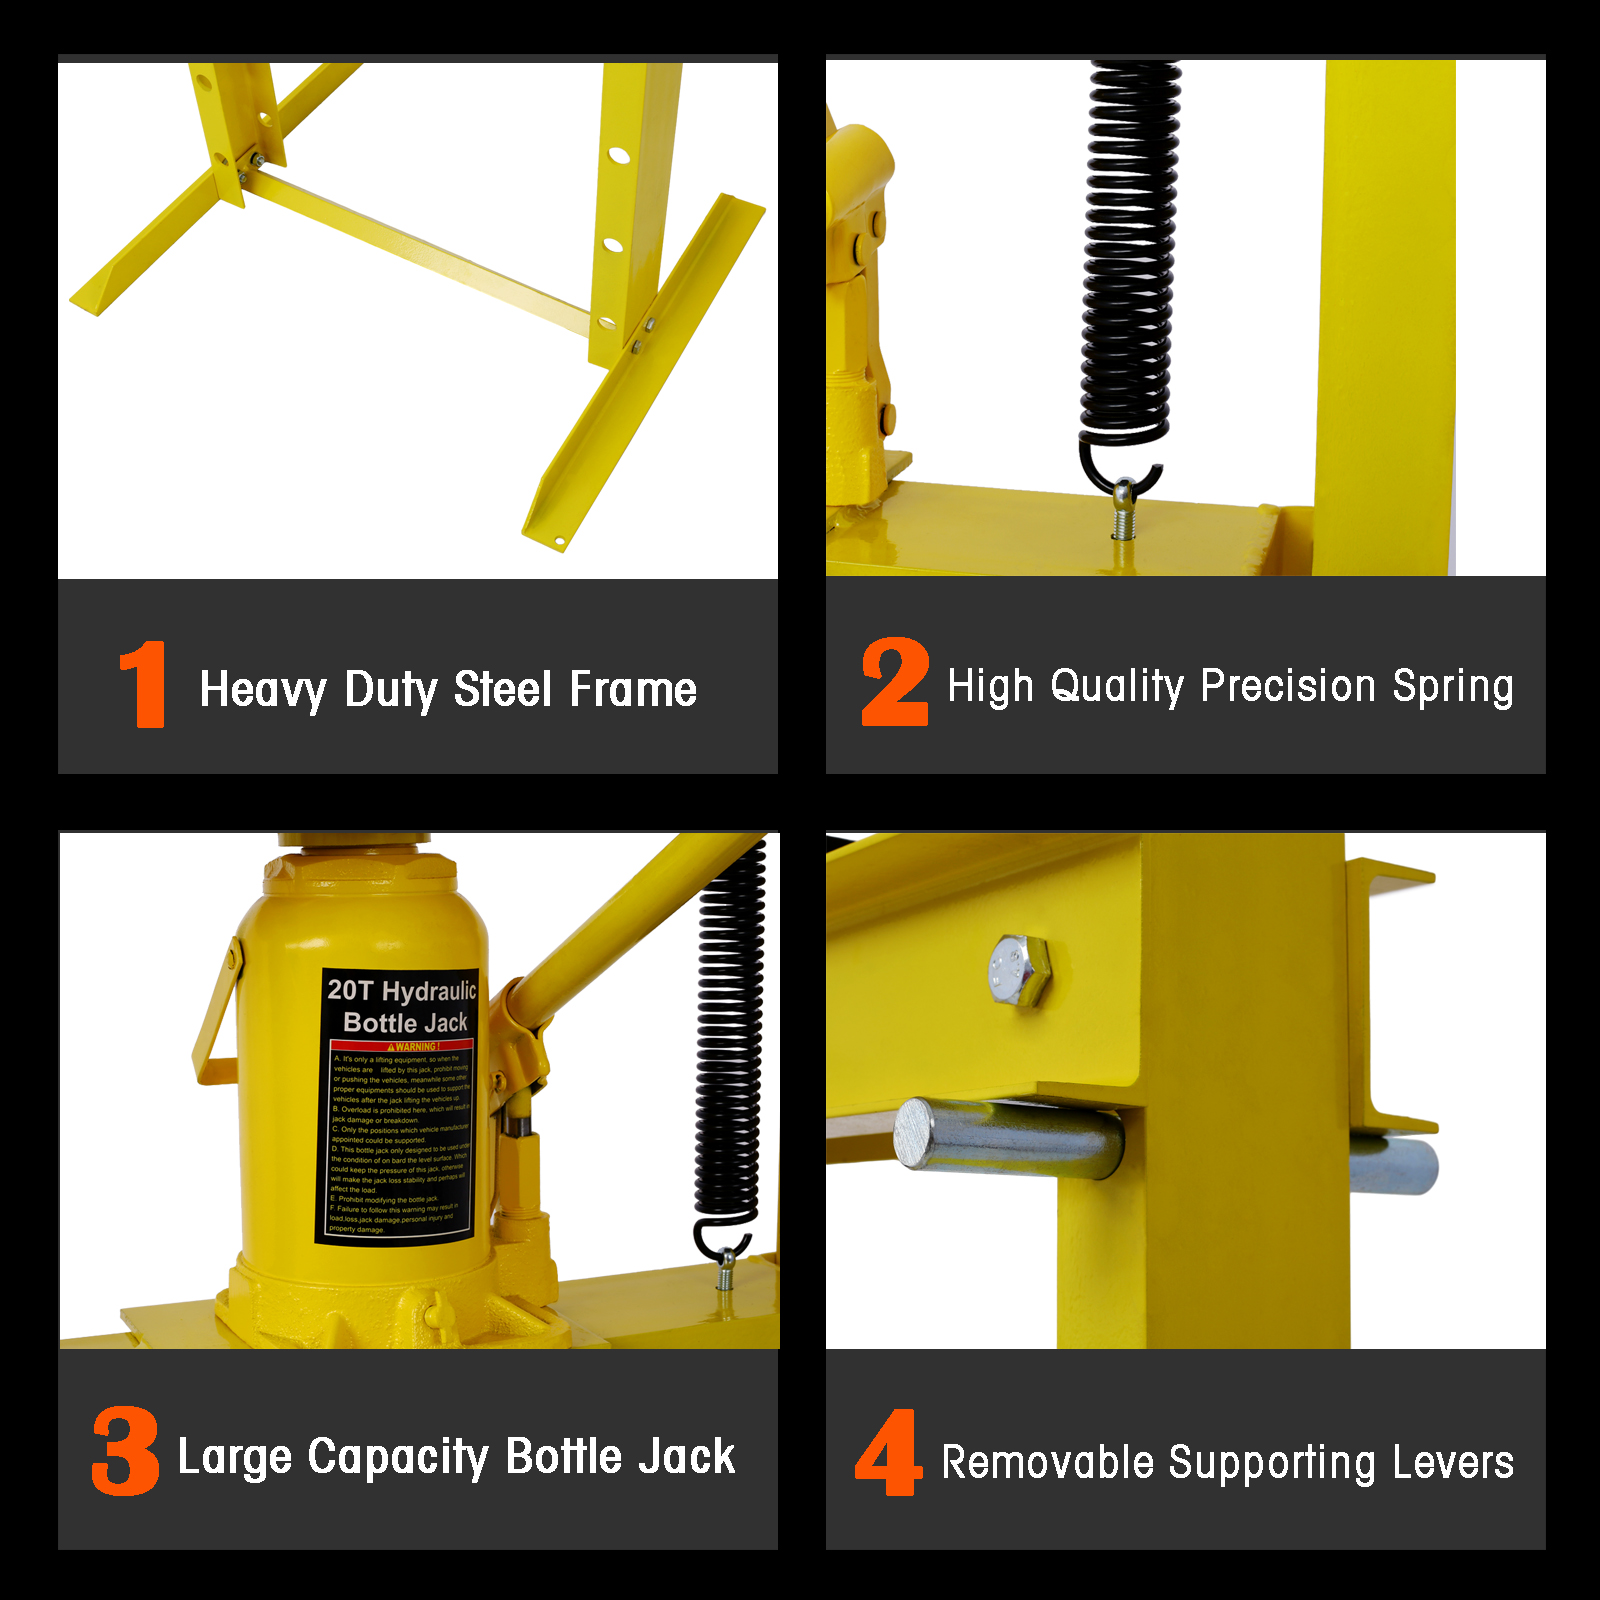 1 Heavy Duty Steel Frame
2 High Quality Precision Spring
20T Hydraulic
Bottle Jack
⚠WARNING!
A. It's only a lifting equipment, so when the
vehicles are lifted by this jack, prohibit moving
or pushing the vehicles, meanwhile some other
proper equipments should be used to support the
vehicles after the jack lifting the vehicles up.
B. Overload is prohibited here, which will result in
jack damage or breakdown.
C. Only the positions which vehicle manufacturer
appointed could be supported.
D. This bottle jack only designed to be used under
the condition of on bard the level surface. Which
could keep the pressure of this jack. otherwise
will make the jack loss stability and perhaps will
affect the load.
E. Prohibit modifying the bottle jack.
F Failure to follow this warning may result in
load.loss,jack damage,personal injury and
property damage.
3 Large Capacity Bottle Jack
4 Removable Supporting Levers